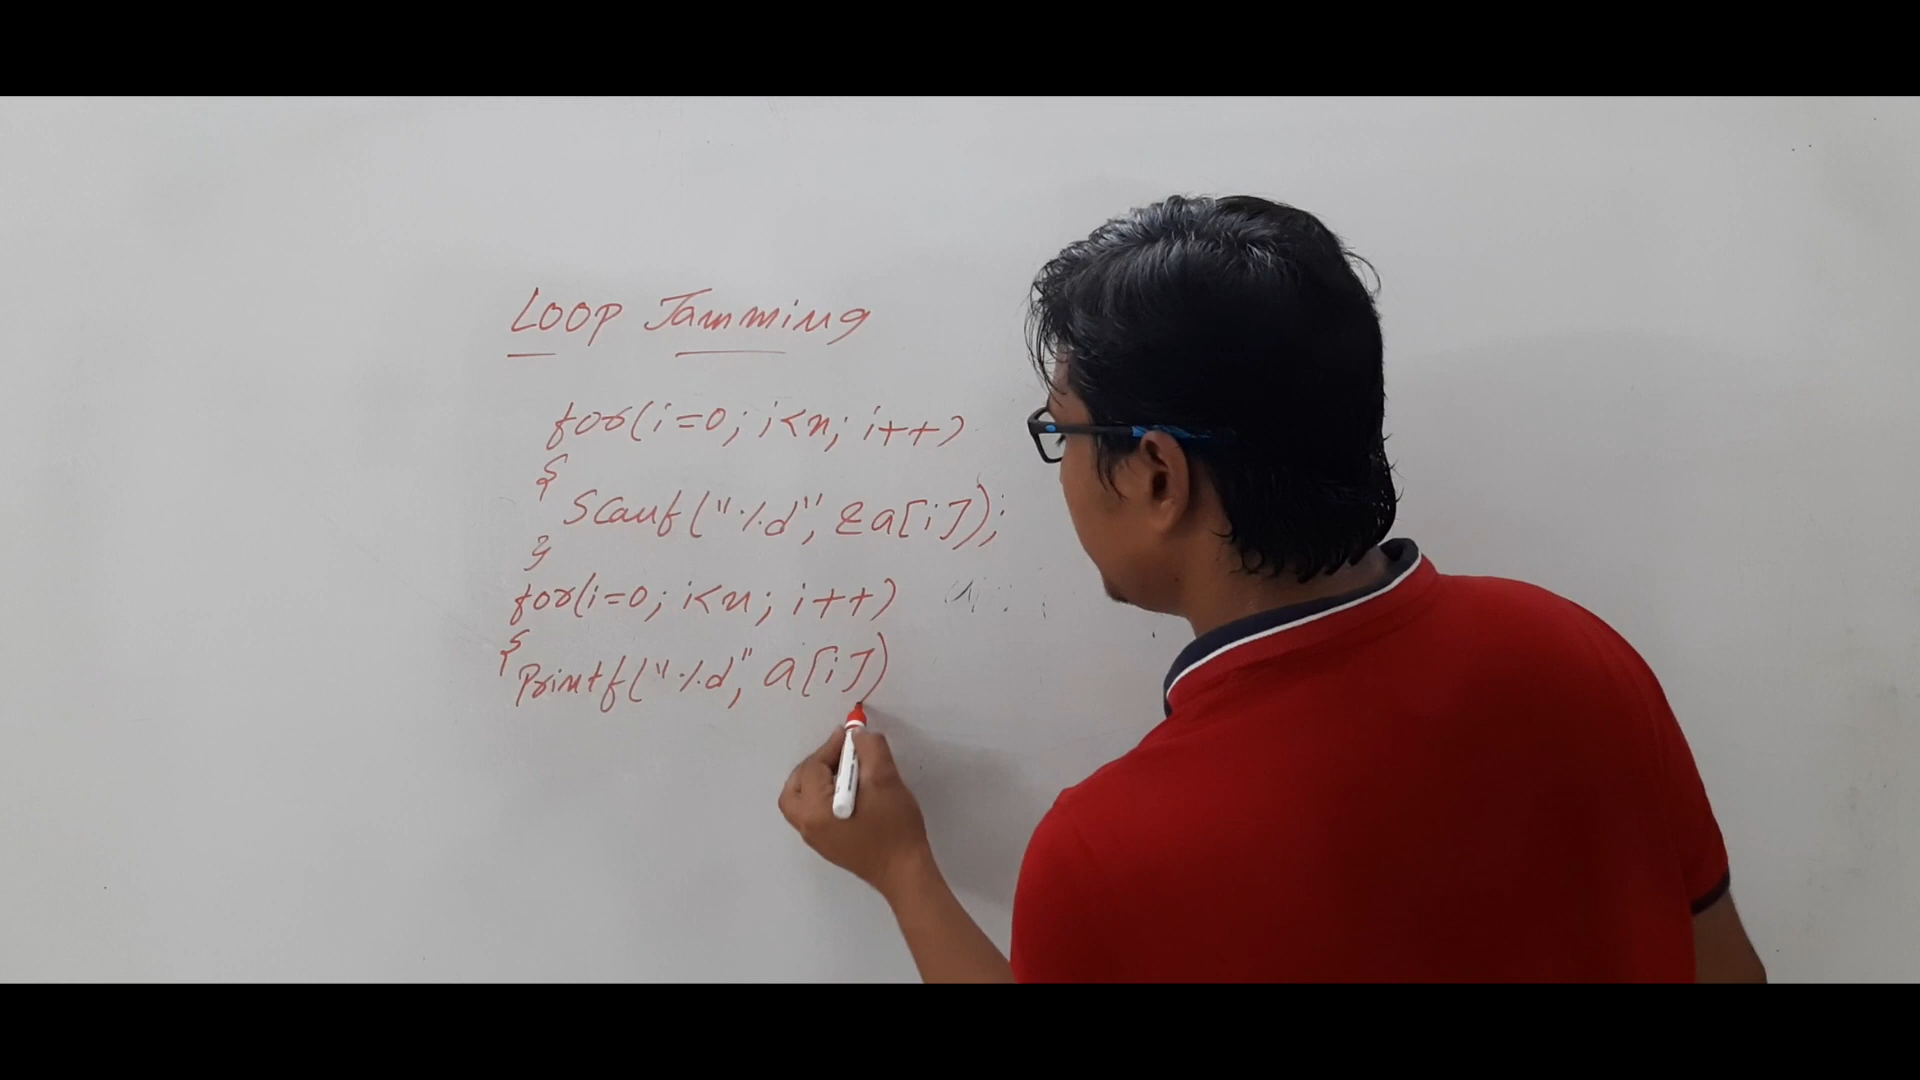 LOOP Jamming
for(i=0; i<n; i++)
{
Scanf("%d", &a[i]);
}
for(i=0; i<n; i++)
{
Printf("%d", a[i])